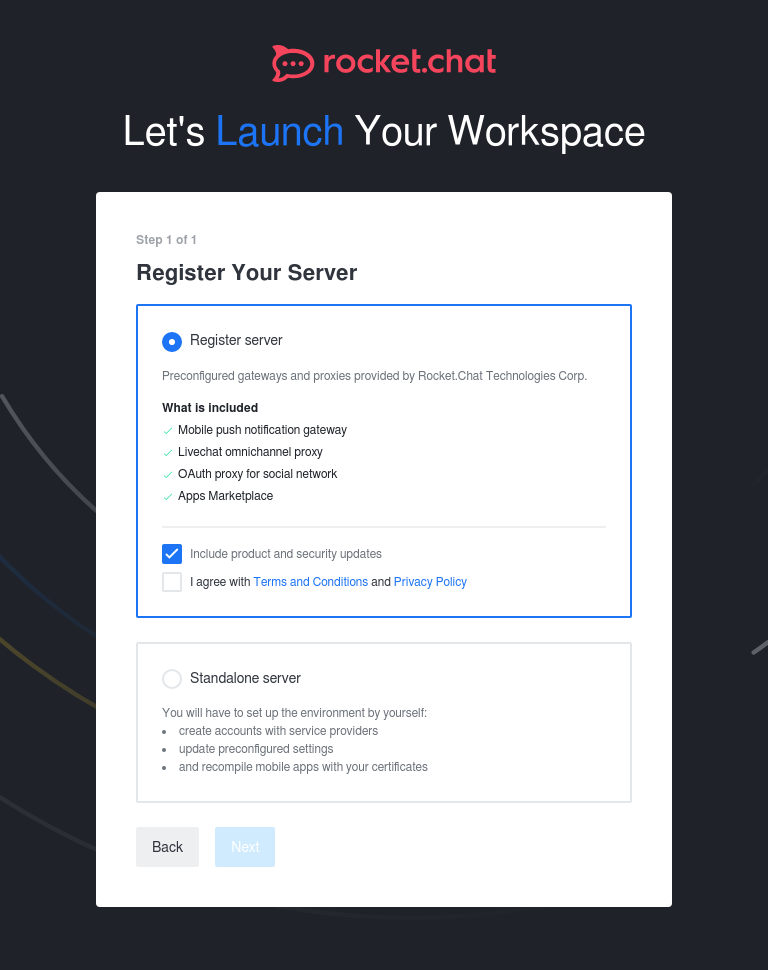 rocket.chat
Let's Launch Your Workspace
Step 1 of 1
Register Your Server
Register server
Preconfigured gateways and proxies provided by Rocket.Chat Technologies Corp.
What is included
Mobile push notification gateway
Livechat omnichannel proxy
OAuth proxy for social network
Apps Marketplace
Include product and security updates
I agree with Terms and Conditions and Privacy Policy
Standalone server
You will have to set up the environment by yourself:
create accounts with service providers
update preconfigured settings
and recompile mobile apps with your certificates
Back Next